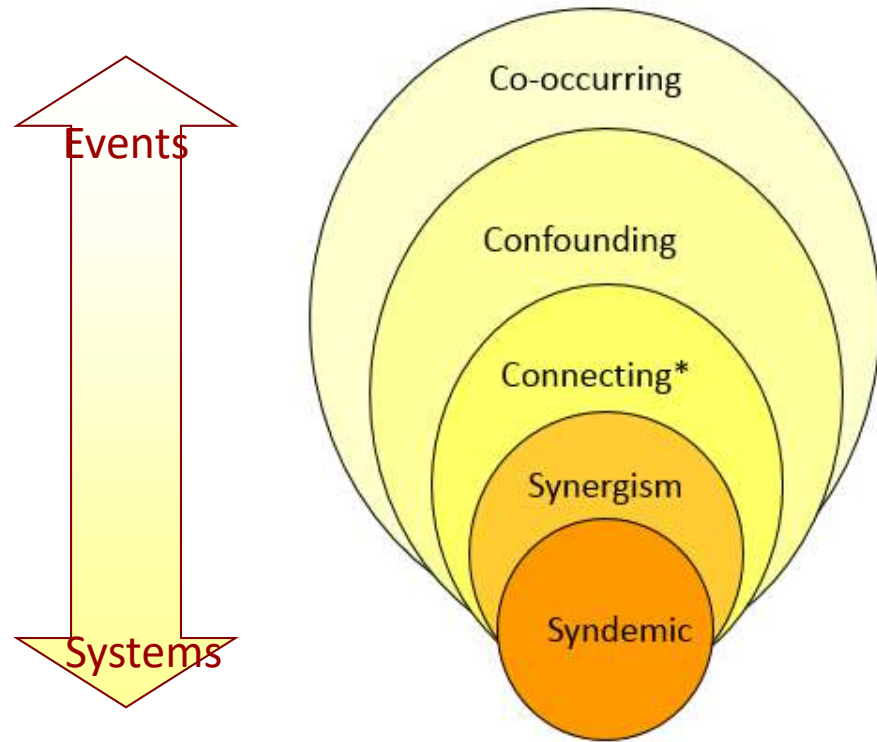 Events
Systems
Co-occurring
Confounding
Connecting*
Synergism
Syndemic